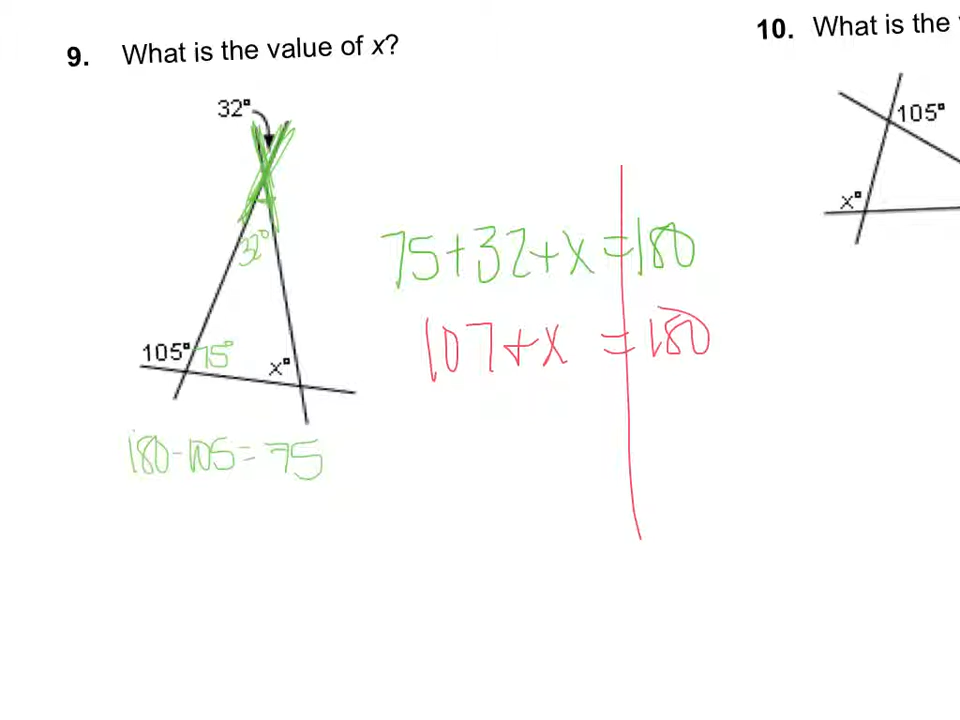 9. What is the value of x?
10. What is the
32°
105°
x°
32°
75+32+x=180
107+x=180
105°
75°
x°
180-105=75